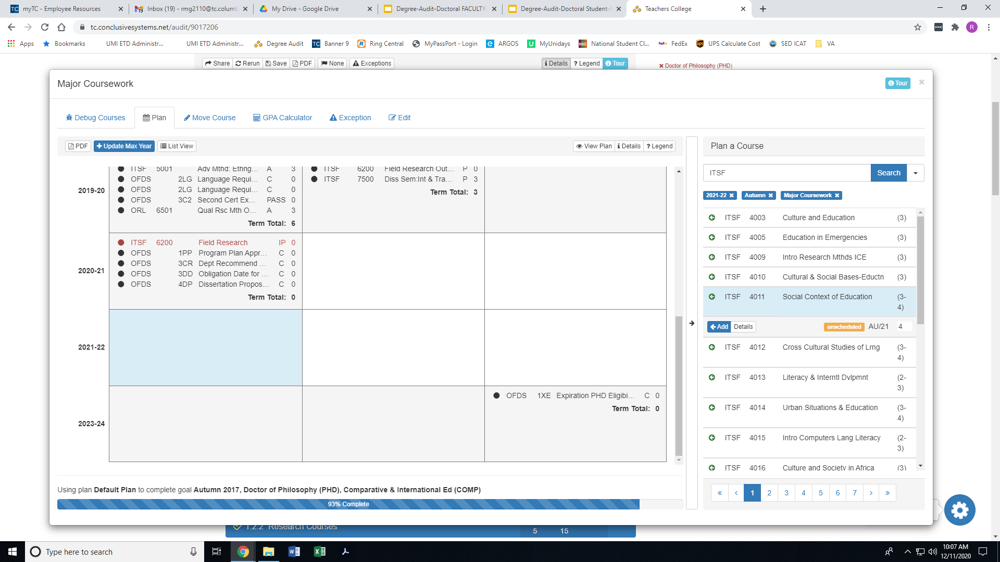 myTC - Employee Resources
Inbox (19) - rmg2110@tc.columb
My Drive - Google Drive
Degree-Audit-Doctoral FACULTY
Degree-Audit-Doctoral Student-
Teachers College
tc.conclusivesystems.net/audit/9017206
R
Apps Bookmarks UMI ETD Administr... UMI ETD Administr... Degree Audit Banner 9 Ring Central MyPassPort - Login ARGOS MyUnidays National Student Cl... FedEx UPS Calculate Cost SED ICAT VA
Share Rerun Save PDF None Exceptions Details ? Legend Tour
Doctor of Philosophy (PHD)
Major Coursework
Tour
Debug Courses Plan Move Course GPA Calculator Exception Edit
PDF Update Max Year List View View Plan Details ? Legend
2019-20
ITSF 5001 Adv Mthd: Ethng... A 3
OFDS 2LG Language Requi... C 0
OFDS 2LG Language Requi... C 0
OFDS 3C2 Second Cert Ex... PASS 0
ORL 6501 Qual Rsc Mth O... A 3
Term Total: 6
ITSF 6200 Field Research Out... P 0
ITSF 7500 Diss Sem:Int & Tra... P 3
Term Total: 3
2020-21
ITSF 6200 Field Research IP 0
OFDS 1PP Program Plan Appr... C 0
OFDS 3CR Dept Recommend ... C 0
OFDS 3DD Obligation Date for ... C 0
OFDS 4DP Dissertation Propos... C 0
Term Total: 0
2021-22
2023-24
OFDS 1XE Expiration PHD Eligibi... C 0
Term Total: 0
Using plan Default Plan to complete goal Autumn 2017, Doctor of Philosophy (PHD), Comparative & International Ed (COMP)
93% Complete
Plan a Course
ITSF
Search
2021-22 Autumn Major Coursework
ITSF 4003 Culture and Education (3)
ITSF 4005 Education in Emergencies (3)
ITSF 4009 Intro Research Mthds ICE (3)
ITSF 4010 Cultural & Social Bases-Eductn (3)
ITSF 4011 Social Context of Education (3-4)
Add Details unscheduled AU/21 4
ITSF 4012 Cross Cultural Studies of Lrng (3-4)
ITSF 4013 Literacy & Interntl Dvlpmnt (2-3)
ITSF 4014 Urban Situations & Education (3-4)
ITSF 4015 Intro Computers Lang Literacy (2-3)
ITSF 4016 Culture and Society in Africa (3)
« ‹ 1 2 3 4 5 6 7 › »
1.2.2 Research Courses
5 15
Type here to search
10:07 AM
12/11/2020